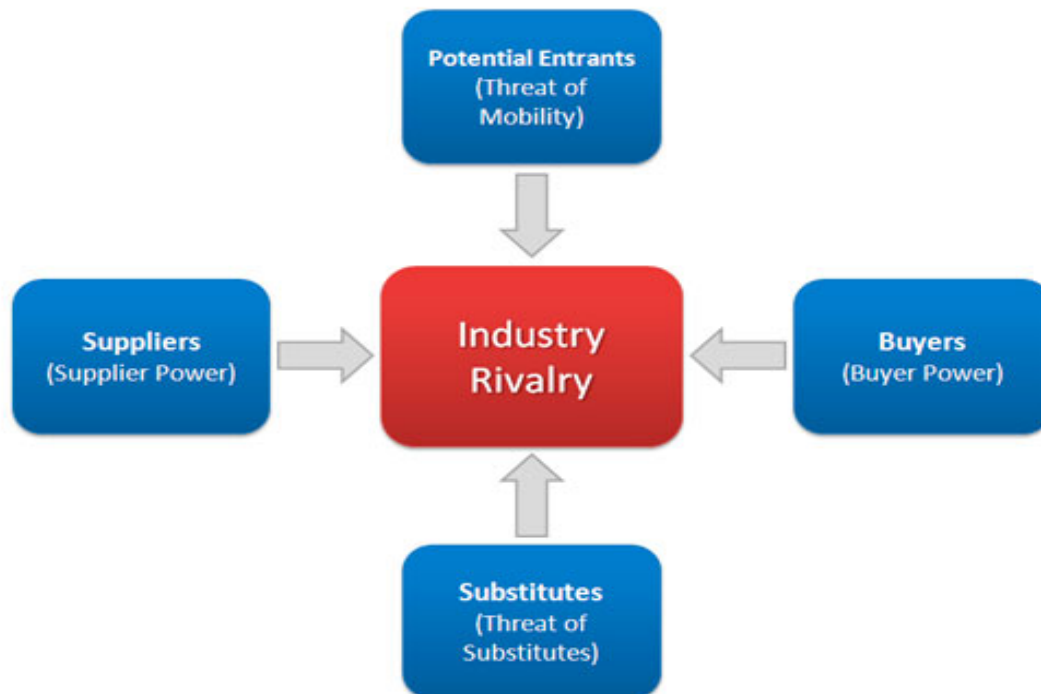 Potential Entrants
(Threat of
Mobility)
Suppliers
(Supplier Power)
Industry
Rivalry
Buyers
(Buyer Power)
Substitutes
(Threat of
Substitutes)